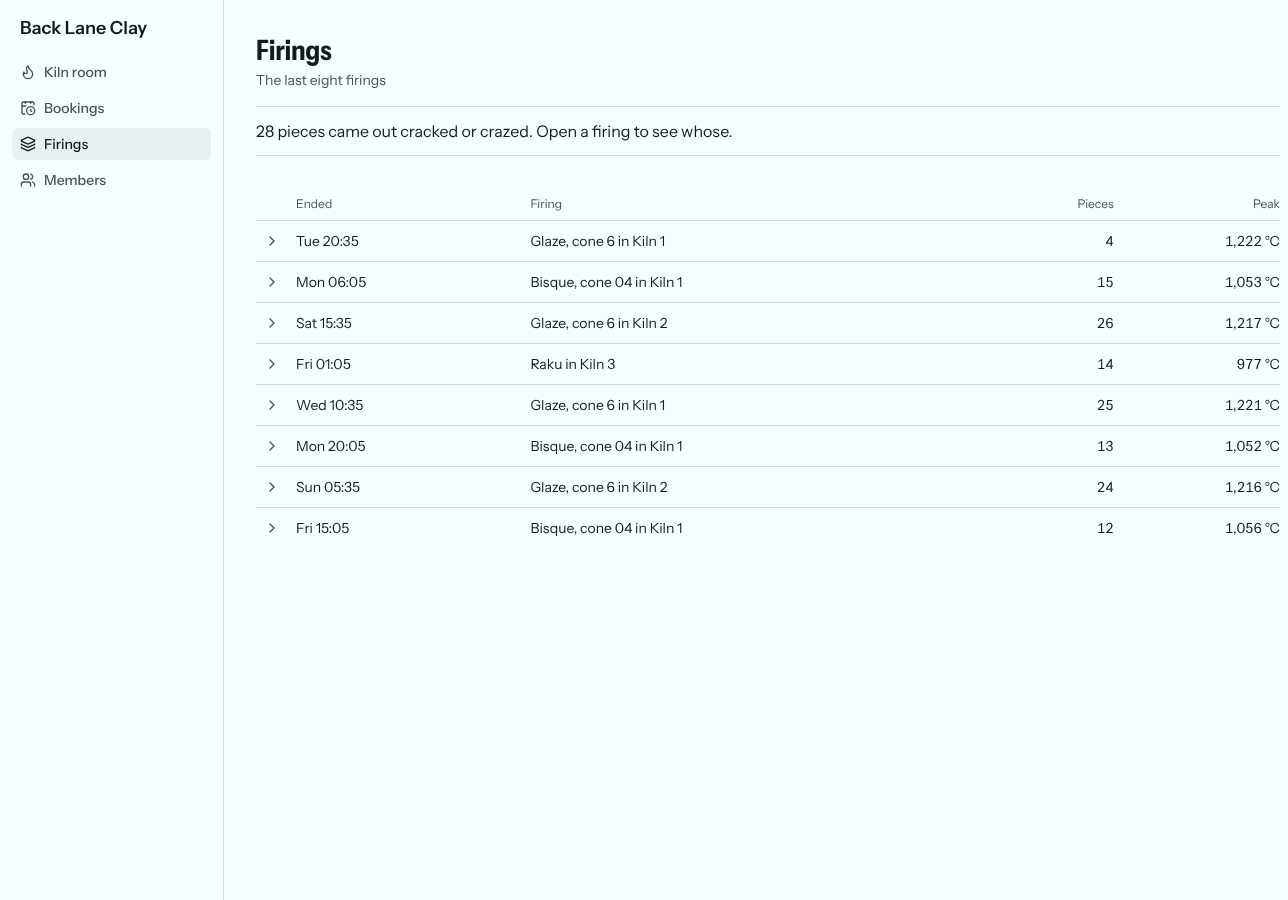 Back Lane Clay
Kiln room
Bookings
Firings
Members
Firings
The last eight firings
28 pieces came out cracked or crazed. Open a firing to see whose.
Ended Firing Pieces Peak
Tue 20:35 Glaze, cone 6 in Kiln 1 4 1,222 °C
Mon 06:05 Bisque, cone 04 in Kiln 1 15 1,053 °C
Sat 15:35 Glaze, cone 6 in Kiln 2 26 1,217 °C
Fri 01:05 Raku in Kiln 3 14 977 °C
Wed 10:35 Glaze, cone 6 in Kiln 1 25 1,221 °C
Mon 20:05 Bisque, cone 04 in Kiln 1 13 1,052 °C
Sun 05:35 Glaze, cone 6 in Kiln 2 24 1,216 °C
Fri 15:05 Bisque, cone 04 in Kiln 1 12 1,056 °C